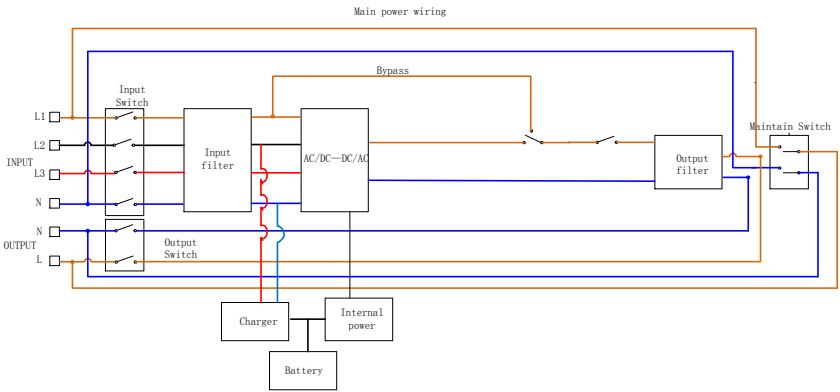 Main power wiring
Input
Switch
Bypass
L1
Maintain Switch
L2
Input
filter
AC/DC—DC/AC
Output
filter
INPUT
L3
N
N
OUTPUT
Output
Switch
L
Charger
Internal
power
Battery